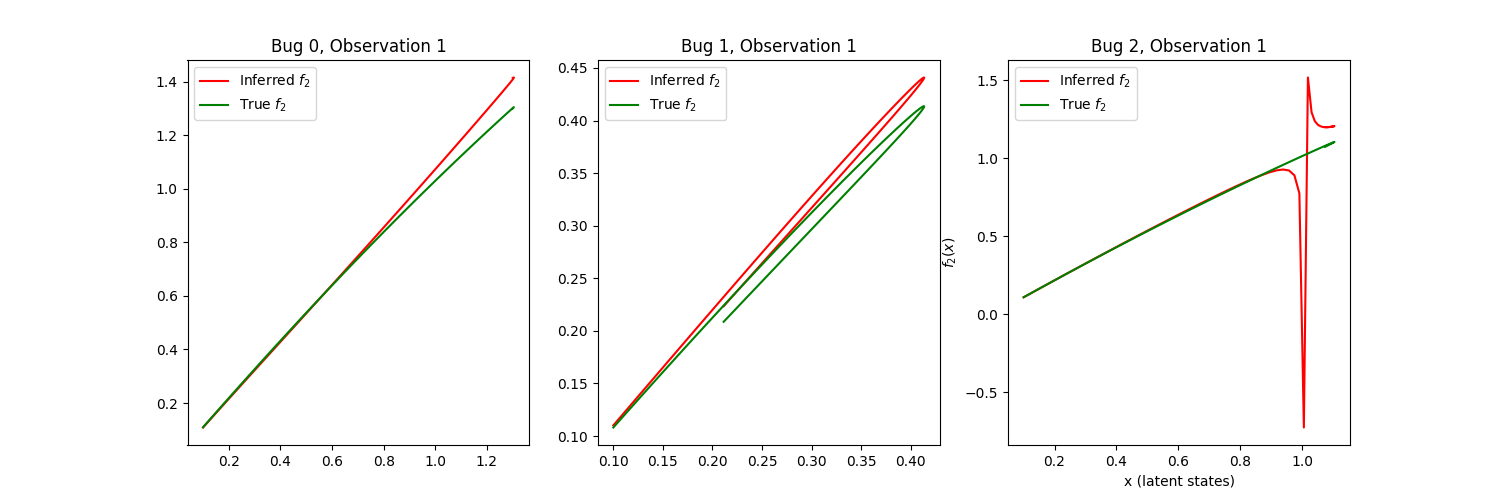 Bug 0, Observation 1
Inferred f₂
True f₂
1.4
1.2
1.0
0.8
0.6
0.4
0.2
0.2 0.4 0.6 0.8 1.0 1.2
Bug 1, Observation 1
Inferred f₂
True f₂
0.45
0.40
0.35
0.30
0.25
0.20
0.15
0.10
0.10 0.15 0.20 0.25 0.30 0.35 0.40
Bug 2, Observation 1
Inferred f₂
True f₂
f₂(x)
1.5
1.0
0.5
0.0
−0.5
0.2 0.4 0.6 0.8 1.0
x (latent states)